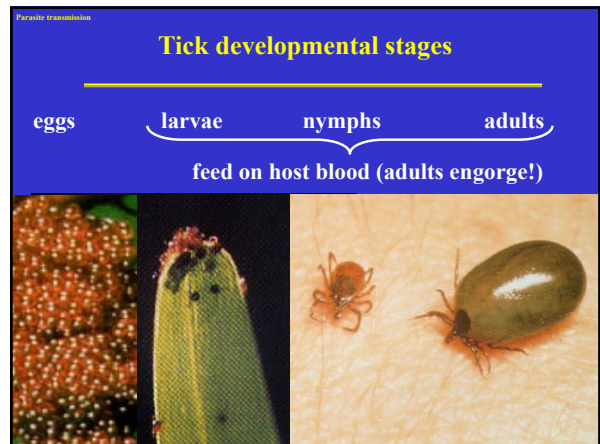 Parasite transmission
Tick developmental stages
eggs larvae nymphs adults
feed on host blood (adults engorge!)